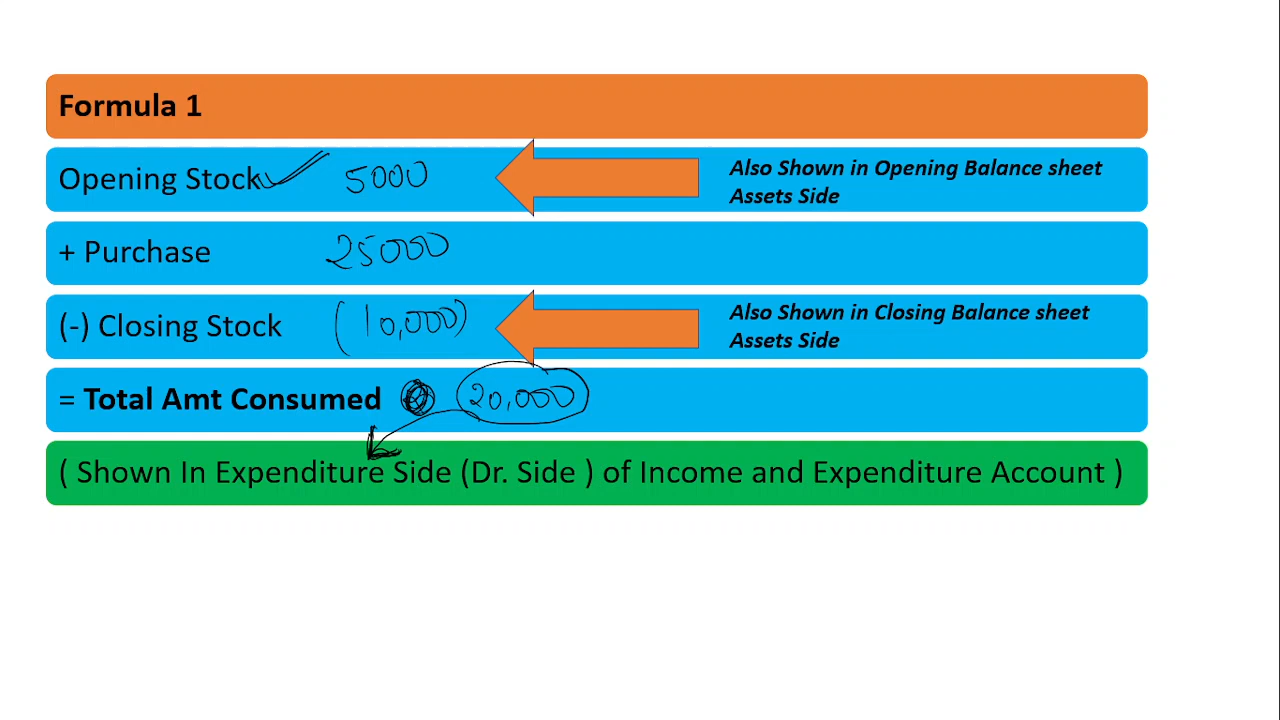 Formula 1
Opening Stock 5000
Also Shown in Opening Balance sheet
Assets Side
+ Purchase 25000
(-) Closing Stock (10,000)
Also Shown in Closing Balance sheet
Assets Side
= Total Amt Consumed 20,000
( Shown In Expenditure Side (Dr. Side ) of Income and Expenditure Account )